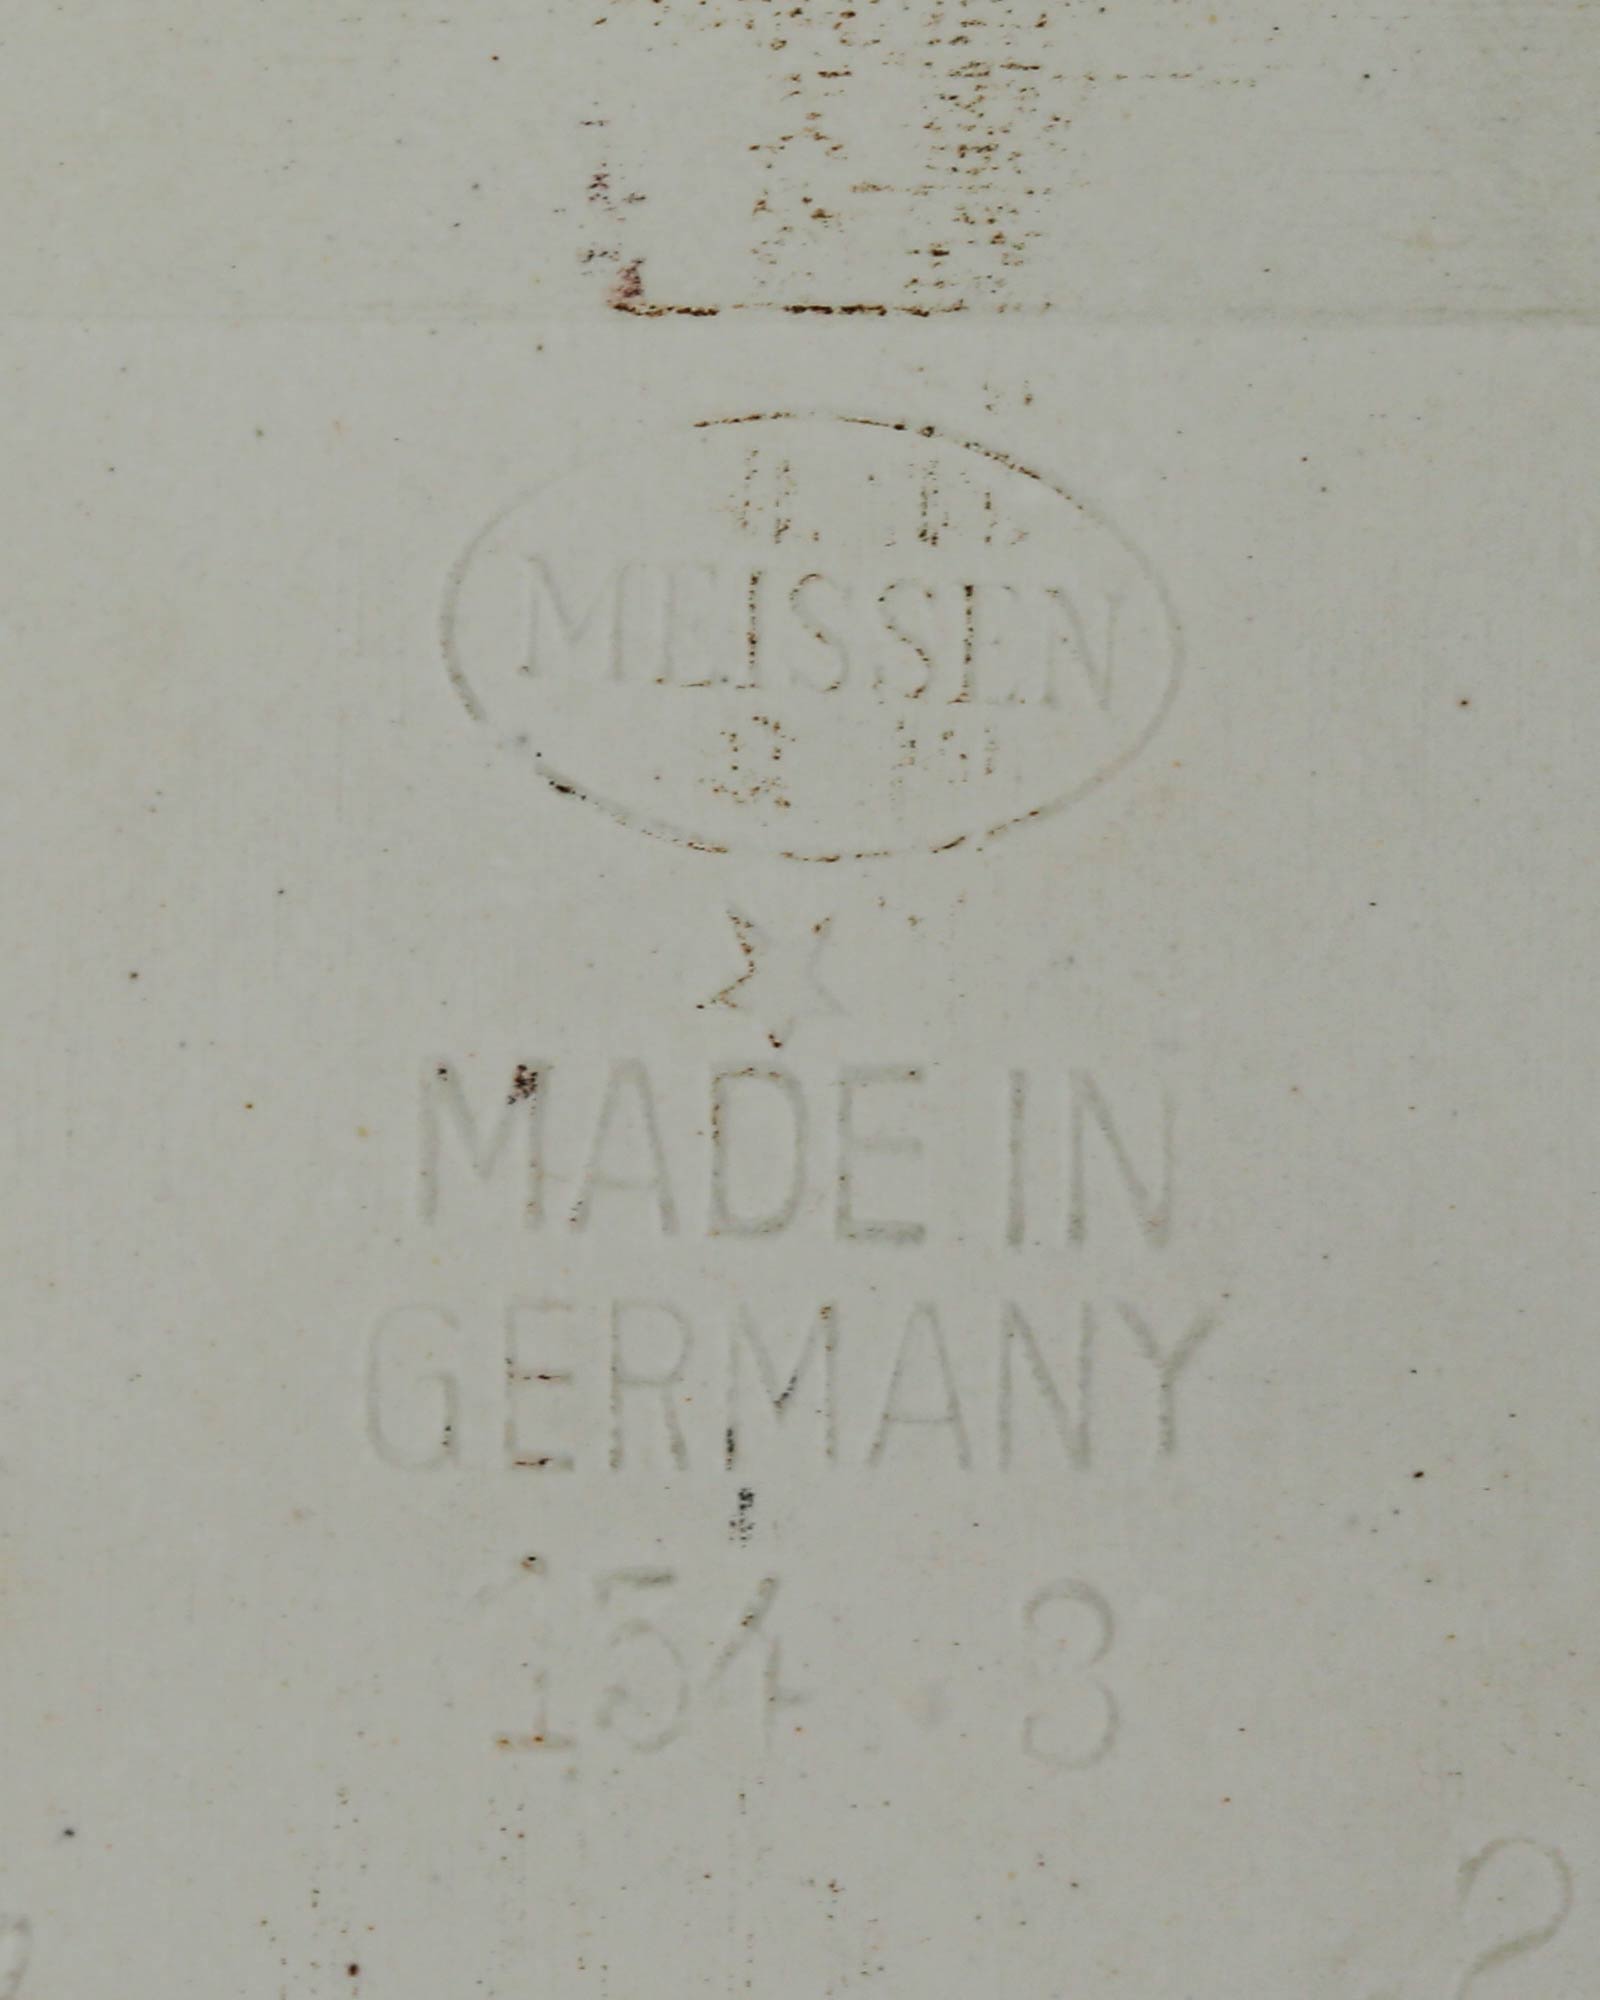 MEISSEN
MADE IN
GERMANY
154 3